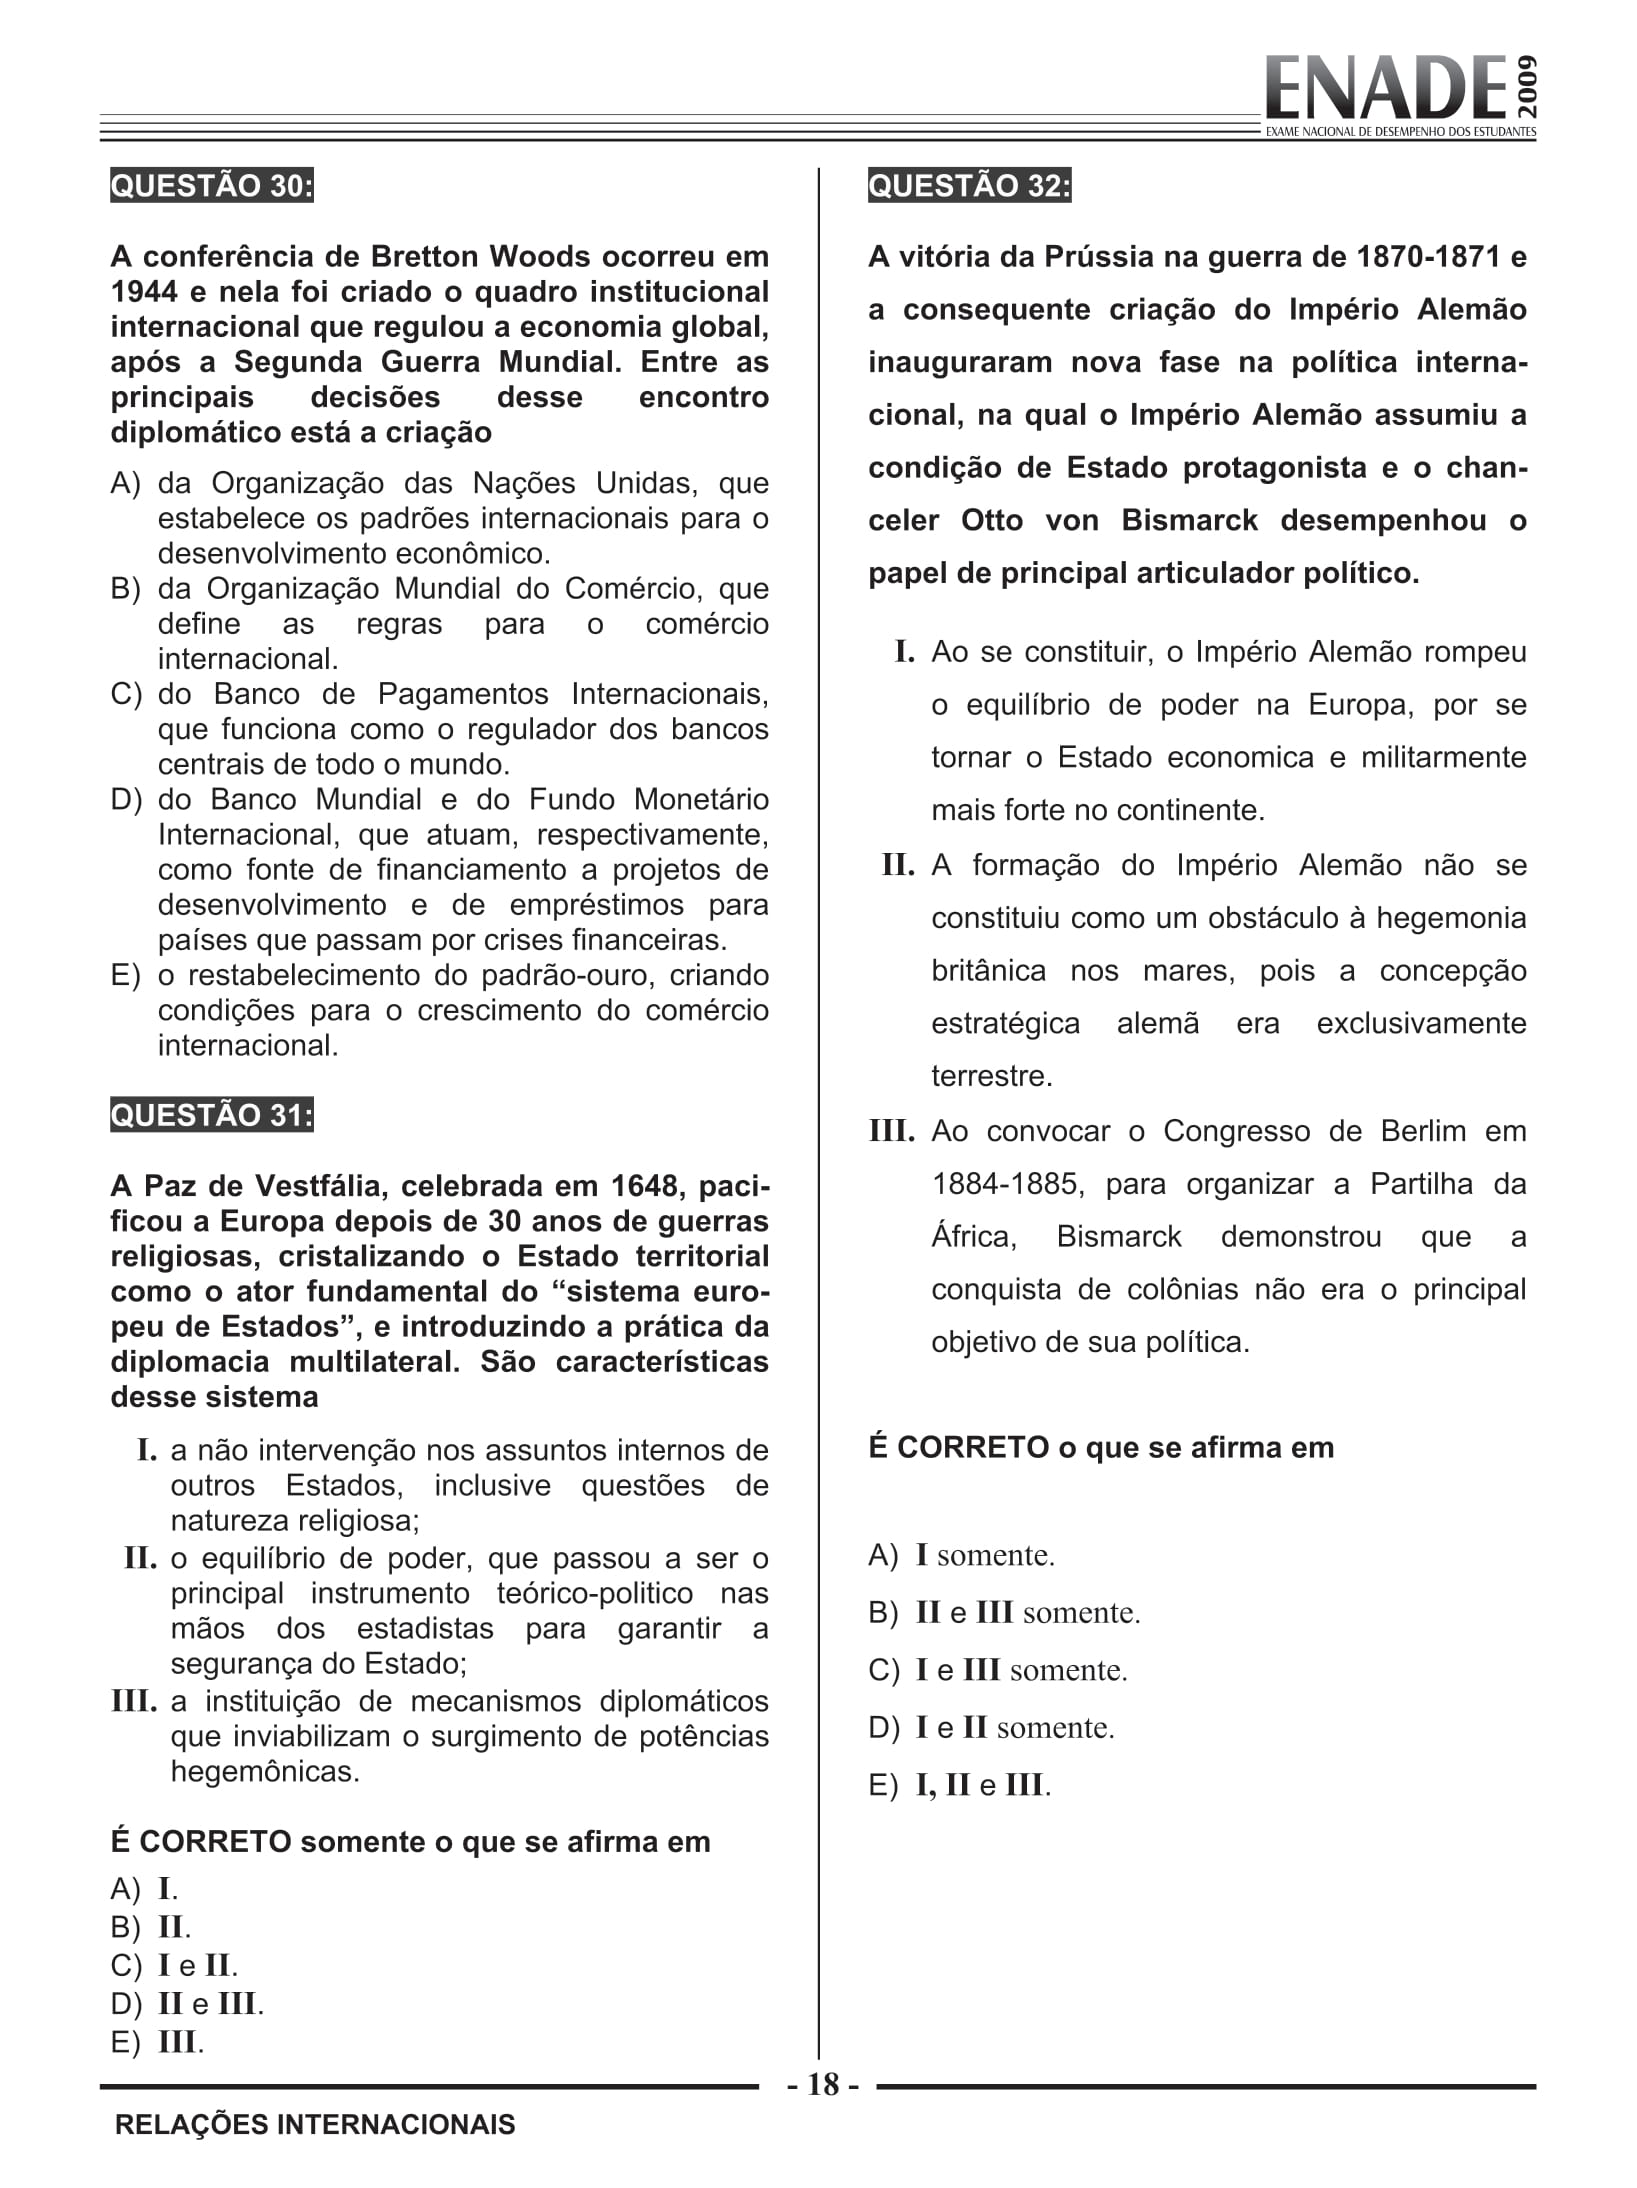 ENADE 2009
EXAME NACIONAL DE DESEMPENHO DOS ESTUDANTES
QUESTÃO 30:
A conferência de Bretton Woods ocorreu em
1944 e nela foi criado o quadro institucional
internacional que regulou a economia global,
após a Segunda Guerra Mundial. Entre as
principais decisões desse encontro
diplomático está a criação
A) da Organização das Nações Unidas, que
estabelece os padrões internacionais para o
desenvolvimento econômico.
B) da Organização Mundial do Comércio, que
define as regras para o comércio
internacional.
C) do Banco de Pagamentos Internacionais,
que funciona como o regulador dos bancos
centrais de todo o mundo.
D) do Banco Mundial e do Fundo Monetário
Internacional, que atuam, respectivamente,
como fonte de financiamento a projetos de
desenvolvimento e de empréstimos para
países que passam por crises financeiras.
E) o restabelecimento do padrão-ouro, criando
condições para o crescimento do comércio
internacional.
QUESTÃO 31:
A Paz de Vestfália, celebrada em 1648, paci-
ficou a Europa depois de 30 anos de guerras
religiosas, cristalizando o Estado territorial
como o ator fundamental do “sistema euro-
peu de Estados”, e introduzindo a prática da
diplomacia multilateral. São características
desse sistema
I. a não intervenção nos assuntos internos de
outros Estados, inclusive questões de
natureza religiosa;
II. o equilíbrio de poder, que passou a ser o
principal instrumento teórico-politico nas
mãos dos estadistas para garantir a
segurança do Estado;
III. a instituição de mecanismos diplomáticos
que inviabilizam o surgimento de potências
hegemônicas.
É CORRETO somente o que se afirma em
A) I.
B) II.
C) I e II.
D) II e III.
E) III.
QUESTÃO 32:
A vitória da Prússia na guerra de 1870-1871 e
a consequente criação do Império Alemão
inauguraram nova fase na política interna-
cional, na qual o Império Alemão assumiu a
condição de Estado protagonista e o chan-
celer Otto von Bismarck desempenhou o
papel de principal articulador político.
I. Ao se constituir, o Império Alemão rompeu
o equilíbrio de poder na Europa, por se
tornar o Estado economica e militarmente
mais forte no continente.
II. A formação do Império Alemão não se
constituiu como um obstáculo à hegemonia
britânica nos mares, pois a concepção
estratégica alemã era exclusivamente
terrestre.
III. Ao convocar o Congresso de Berlim em
1884-1885, para organizar a Partilha da
África, Bismarck demonstrou que a
conquista de colônias não era o principal
objetivo de sua política.
É CORRETO o que se afirma em
A) I somente.
B) II e III somente.
C) I e III somente.
D) I e II somente.
E) I, II e III.
- 18 -
RELAÇÕES INTERNACIONAIS